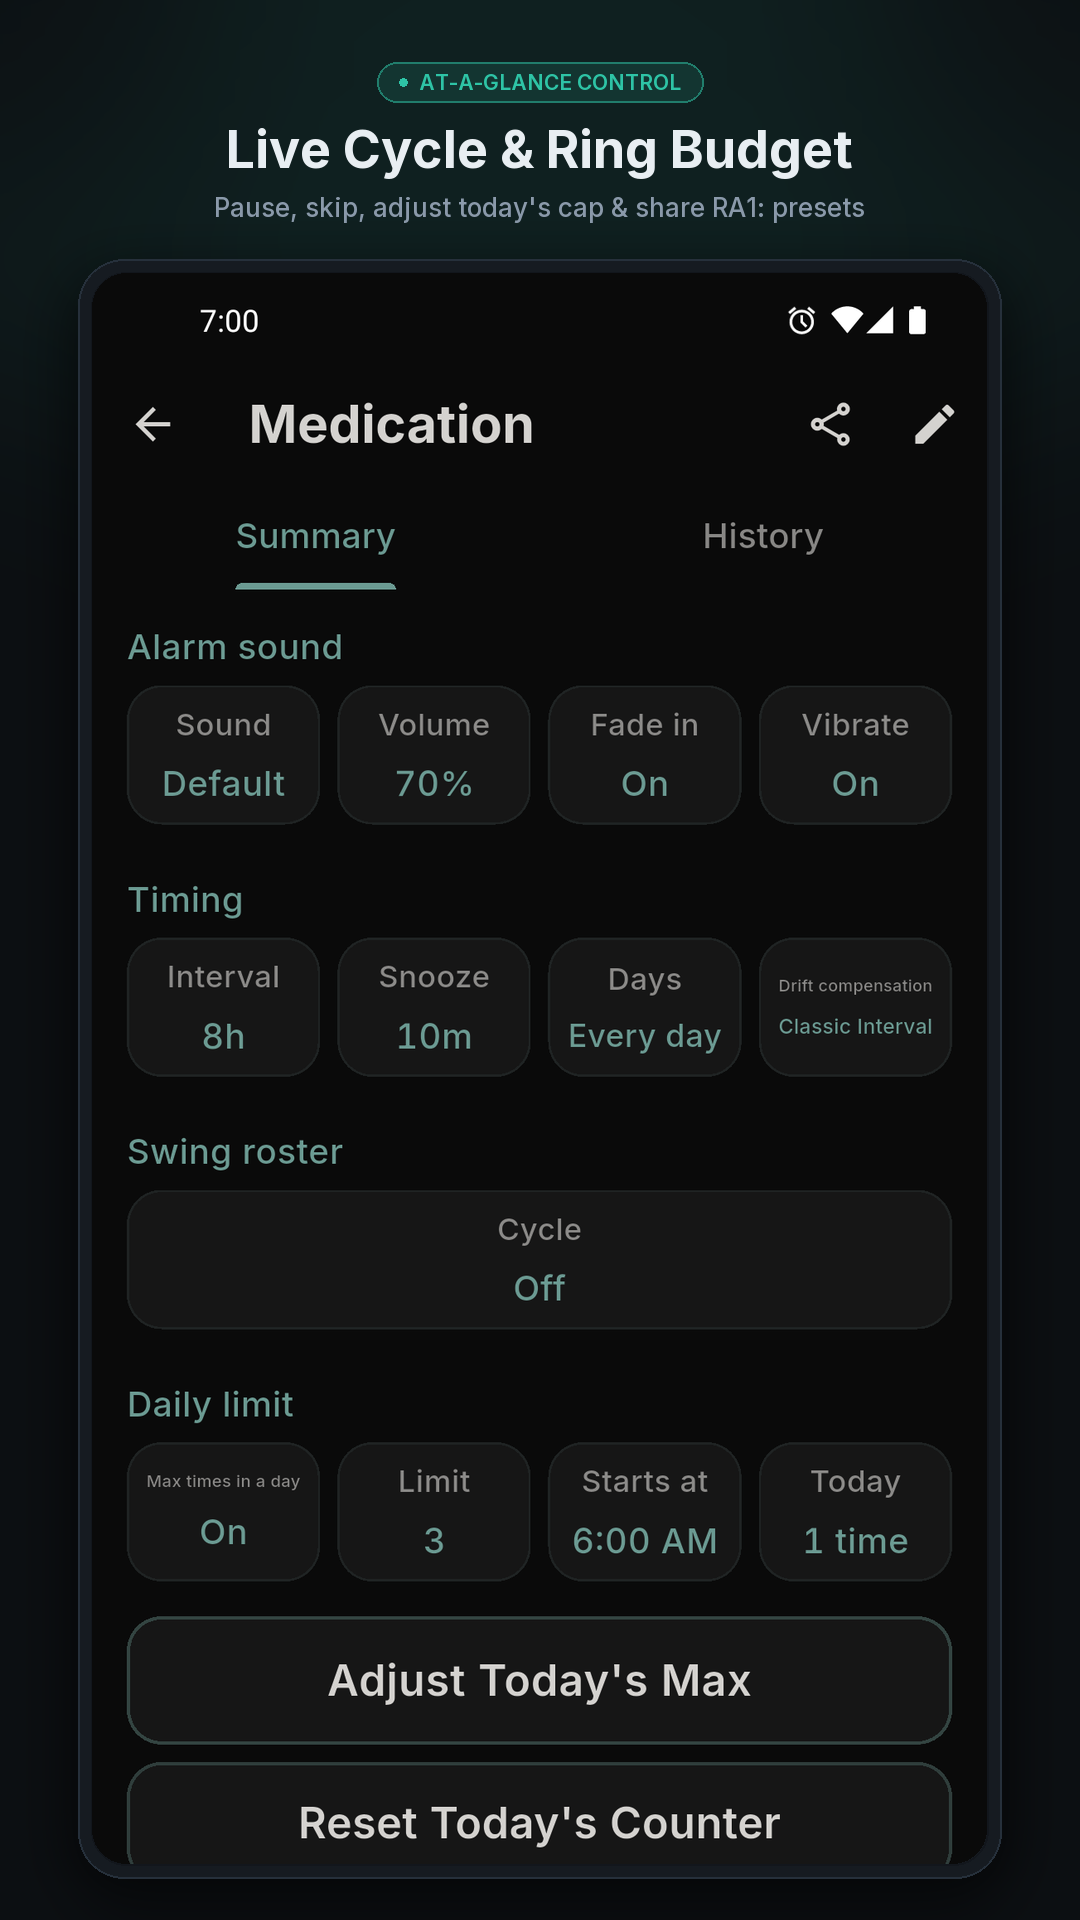 AT-A-GLANCE CONTROL
Live Cycle & Ring Budget
Pause, skip, adjust today's cap & share RA1: presets
7:00
Medication
Summary History
Alarm sound
Sound Volume Fade in Vibrate
Default 70% On On
Timing
Interval Snooze Days Drift compensation
8h 10m Every day Classic Interval
Swing roster
Cycle
Off
Daily limit
Max times in a day Limit Starts at Today
On 3 6:00 AM 1 time
Adjust Today's Max
Reset Today's Counter